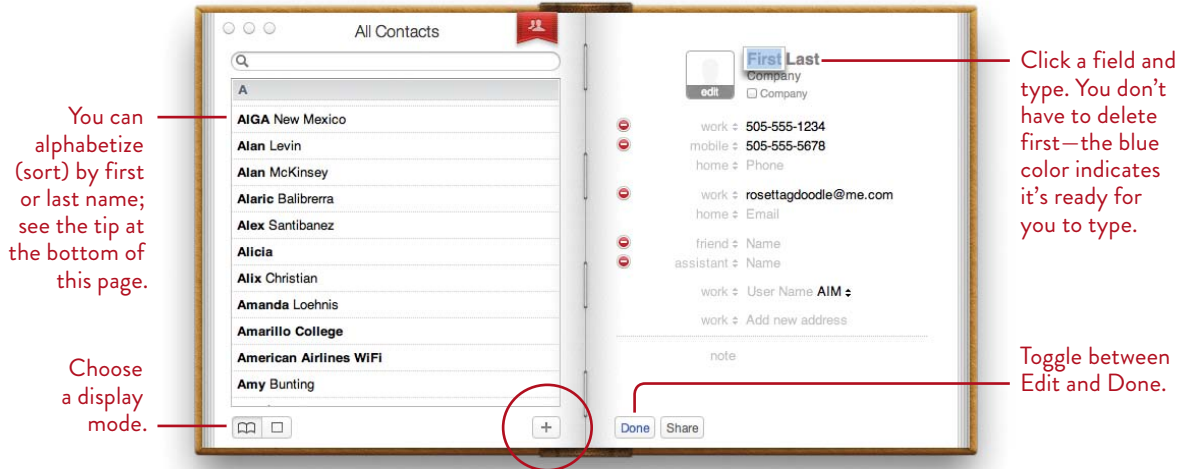 All Contacts
A
AIGA New Mexico
Alan Levin
Alan McKinsey
Alaric Balibrerra
Alex Santibanez
Alicia
Alix Christian
Amanda Loehnis
Amarillo College
American Airlines WiFi
Amy Bunting
+
First Last
Company
edit
Company
work 505-555-1234
mobile 505-555-5678
home Phone
work rosettagdoodle@me.com
home Email
friend Name
assistant Name
work User Name AIM
work Add new address
note
Done Share
You can
alphabetize
(sort) by first
or last name;
see the tip at
the bottom of
this page.
Choose
a display
mode.
Click a field and
type. You don’t
have to delete
first—the blue
color indicates
it’s ready for
you to type.
Toggle between
Edit and Done.